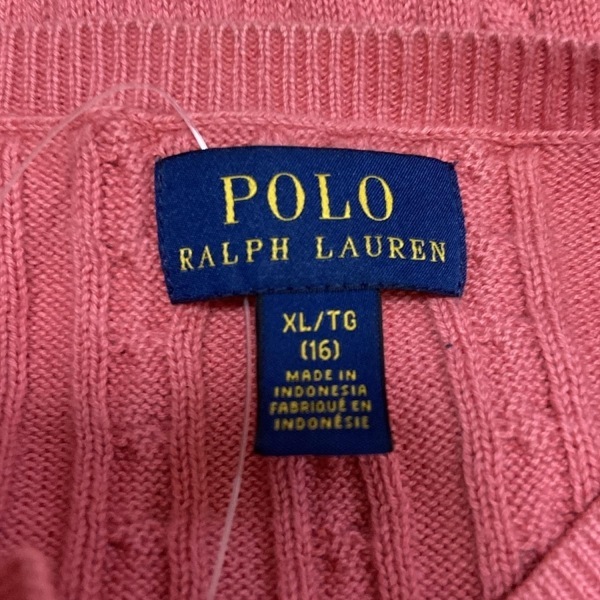 POLO
RALPH LAUREN
XL/TG
(16)
MADE IN
INDONESIA
FABRIQUÉ EN
INDONÉSIE